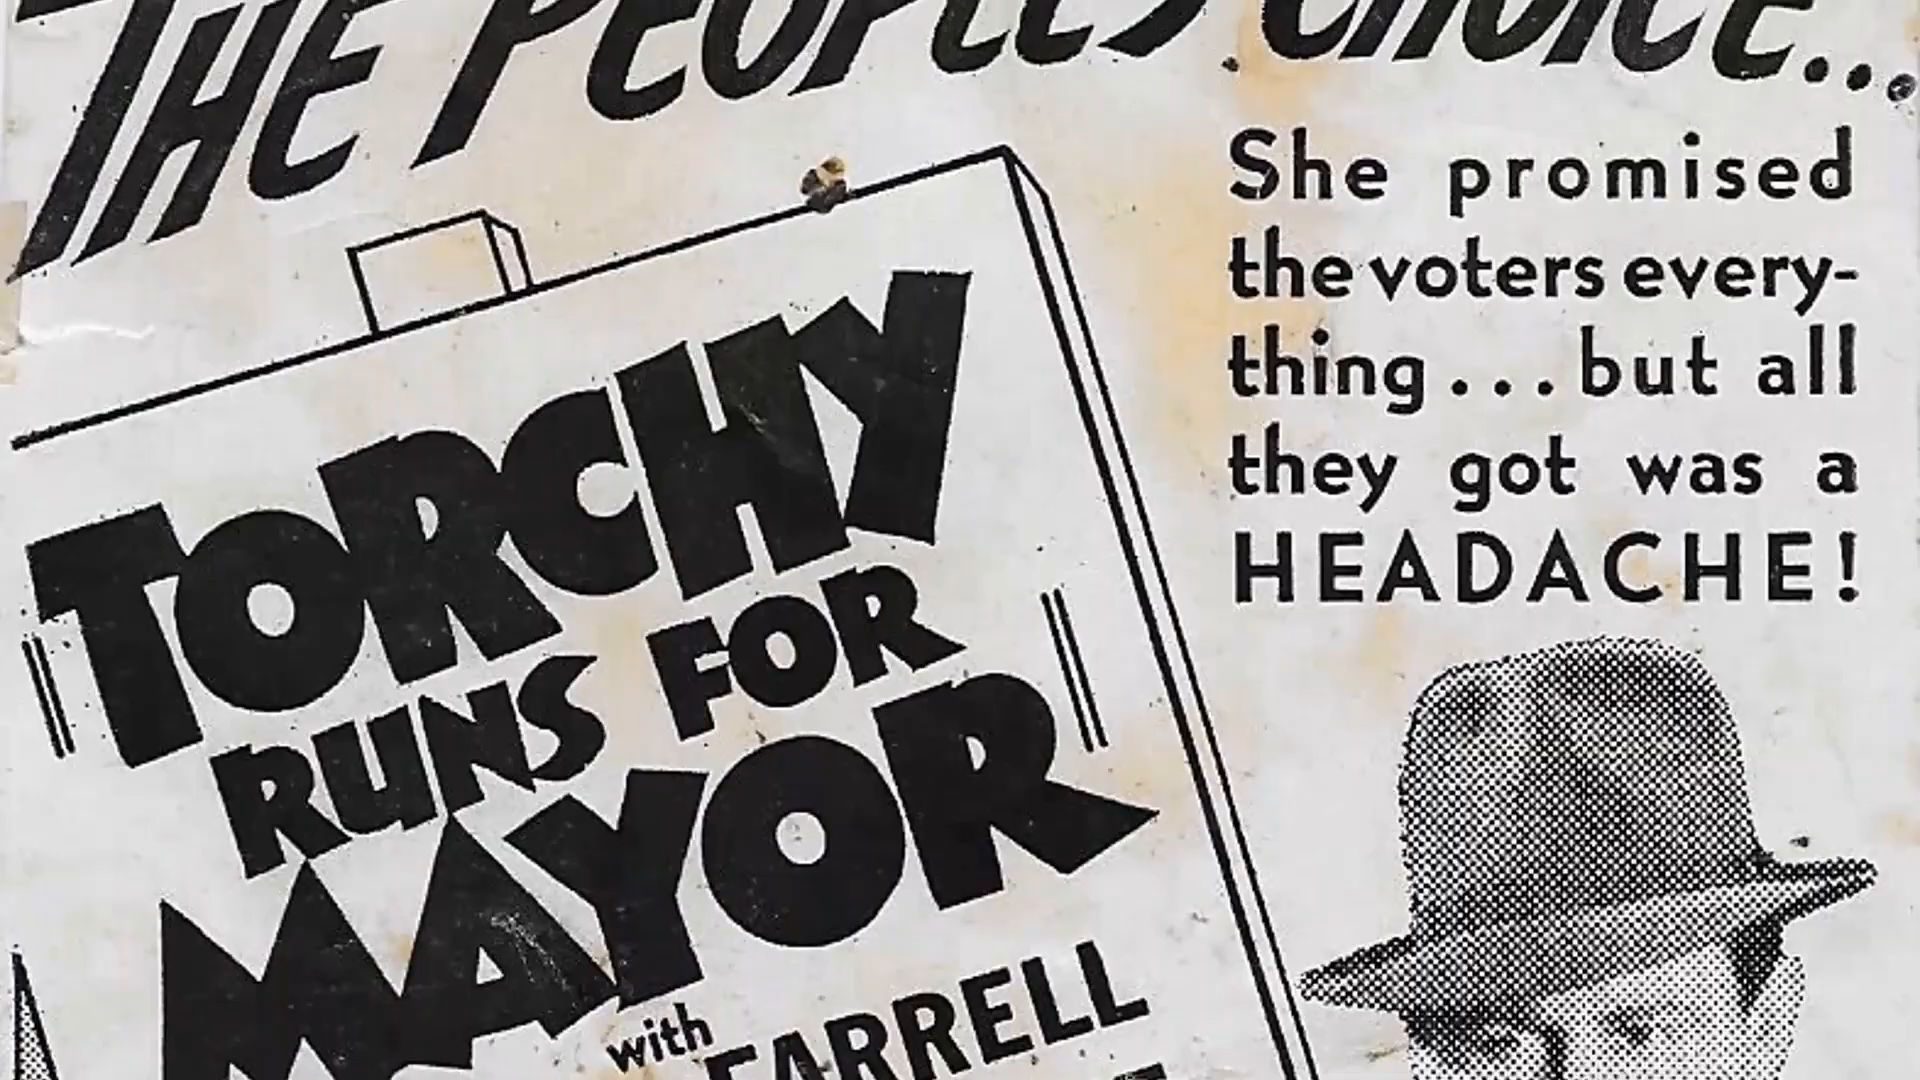 THE PEOPLE'S CHOICE...
She promised
the voters every-
thing...but all
they got was a
HEADACHE!
TORCHY
RUNS FOR
MAYOR
with
FARRELL